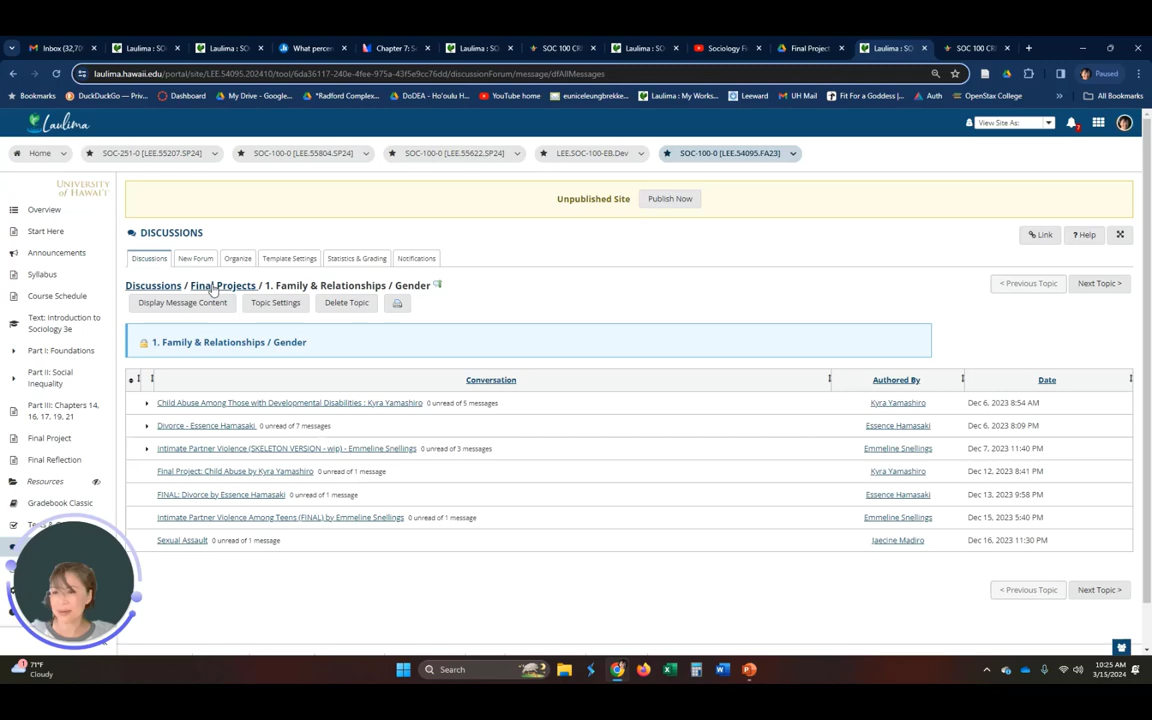 Inbox (32,70
Laulima : SO
Laulima : SO
What percen
Chapter 7: S
Laulima : SO
SOC 100 CRI
Laulima : SO
Sociology F
Final Project
Laulima : SO
SOC 100 CR
laulima.hawaii.edu/portal/site/LEE.54095.202410/tool/6da36117-240e-4fee-975a-43f5e9cc76dd/discussionForum/message/dfAllMessages
Paused
Bookmarks
DuckDuckGo — Priv...
Dashboard
My Drive - Google...
*Radford Complex...
DoDEA - Ho'ou lu H...
YouTube home
euniceleungbrekke...
Laulima : My Works...
Leeward
UH Mail
Fit For a Goddess |...
Auth
OpenStax College
All Bookmarks
Laulima
View Site As:
7
Home
SOC-251-0 [LEE.55207.SP24]
SOC-100-0 [LEE.55804.SP24]
SOC-100-0 [LEE.55622.SP24]
LEE.SOC-100-EB.Dev
SOC-100-0 [LEE.54095.FA23]
UNIVERSITY
OF HAWAI'I
Overview
Start Here
Announcements
Syllabus
Course Schedule
Text: Introduction to
Sociology 3e
Part I: Foundations
Part II: Social
Inequality
Part III: Chapters 14,
16, 17, 19, 21
Final Project
Final Reflection
Resources
Gradebook Classic
Unpublished Site
Publish Now
DISCUSSIONS
Link
Help
Discussions
New Forum
Organize
Template Settings
Statistics & Grading
Notifications
Discussions / Final Projects / 1. Family & Relationships / Gender
< Previous Topic
Next Topic >
Display Message Content
Topic Settings
Delete Topic
1. Family & Relationships / Gender
Conversation
Authored By
Date
Child Abuse Among Those with Developmental Disabilities : Kyra Yamashiro 0 unread of 5 messages
Kyra Yamashiro
Dec 6, 2023 8:54 AM
Divorce - Essence Hamasaki 0 unread of 7 messages
Essence Hamasaki
Dec 6, 2023 8:09 PM
Intimate Partner Violence (SKELETON VERSION - wip) - Emmeline Snellings 0 unread of 3 messages
Emmeline Snellings
Dec 7, 2023 11:40 PM
Final Project: Child Abuse by Kyra Yamashiro 0 unread of 1 message
Kyra Yamashiro
Dec 12, 2023 8:41 PM
FINAL: Divorce by Essence Hamasaki 0 unread of 1 message
Essence Hamasaki
Dec 13, 2023 9:58 PM
Intimate Partner Violence Among Teens (FINAL) by Emmeline Snellings 0 unread of 1 message
Emmeline Snellings
Dec 15, 2023 5:40 PM
Sexual Assault 0 unread of 1 message
Jaecine Madiro
Dec 16, 2023 11:30 PM
< Previous Topic
Next Topic >
1
71°F
Cloudy
Search
10:25 AM
3/15/2024